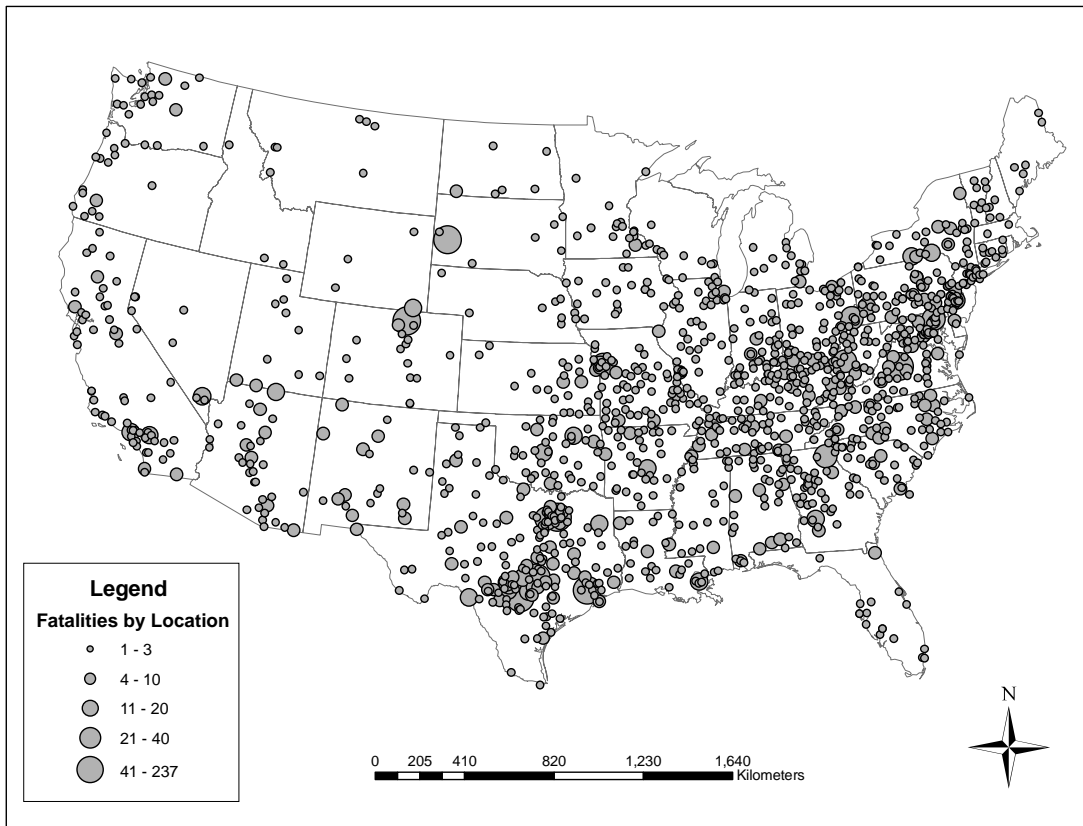 Legend
Fatalities by Location
1 - 3
4 - 10
11 - 20
21 - 40
41 - 237
N
0 205 410 820 1,230 1,640
Kilometers